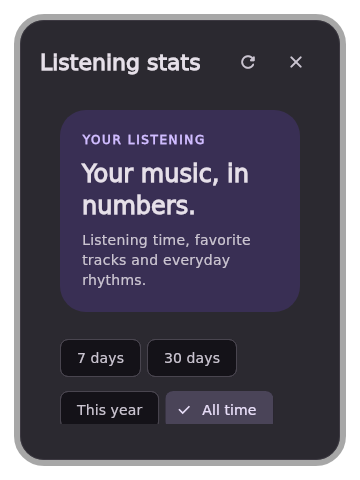 Listening stats
YOUR LISTENING
Your music, in
numbers.
Listening time, favorite
tracks and everyday
rhythms.
7 days
30 days
This year
All time